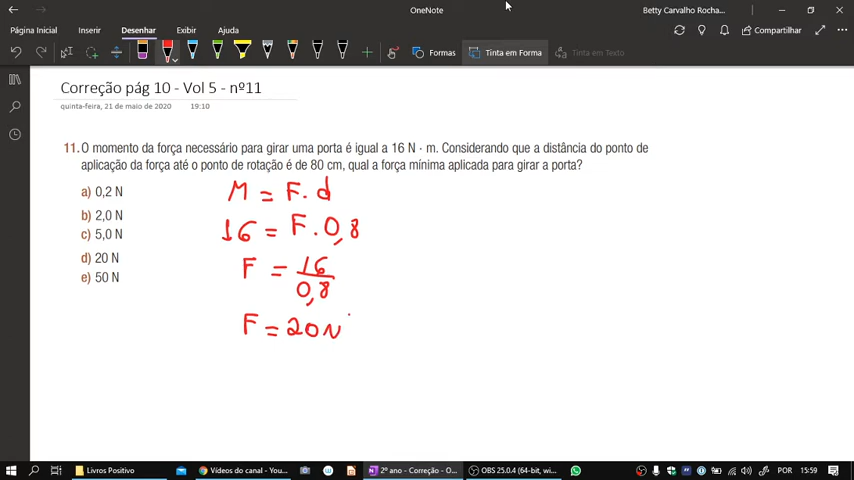 OneNote
Betty Carvalho Rocha...
Página Inicial Inserir Desenhar Exibir Ajuda
Compartilhar
Formas Tinta em Forma Tinta em Texto
Correção pág 10 - Vol 5 - nº11
quinta-feira, 21 de maio de 2020 19:10
11. O momento da força necessário para girar uma porta é igual a 16 N · m. Considerando que a distância do ponto de
aplicação da força até o ponto de rotação é de 80 cm, qual a força mínima aplicada para girar a porta?
a) 0,2 N
b) 2,0 N
c) 5,0 N
d) 20 N
e) 50 N
M = F. d
16 = F. 0,8
F = 16
0,8
F = 20N
Livros Positivo
Vídeos do canal - You...
2º ano - Correção - O...
OBS 25.0.4 (64-bit, wi...
POR 15:59